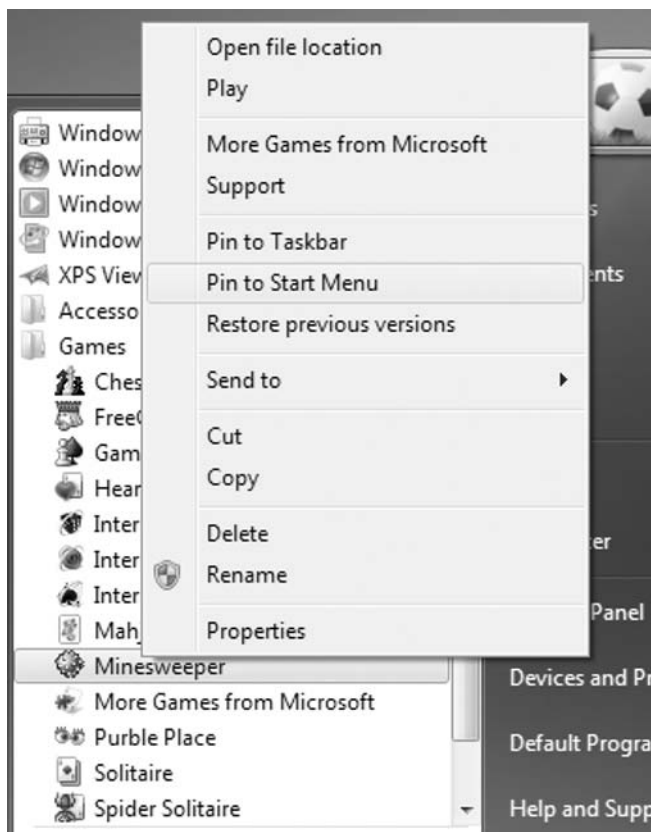 Open file location
Play
More Games from Microsoft
Support
Pin to Taskbar
Pin to Start Menu
Restore previous versions
Send to
Cut
Copy
Delete
Rename
Properties
Window
Window
Window
Window
XPS View
Accesso
Games
Ches
Free
Gam
Hear
Inter
Inter
Inter
Mah
Minesweeper
More Games from Microsoft
Purble Place
Solitaire
Spider Solitaire
s
ents
er
Panel
Devices and Pr
Default Progra
Help and Supp